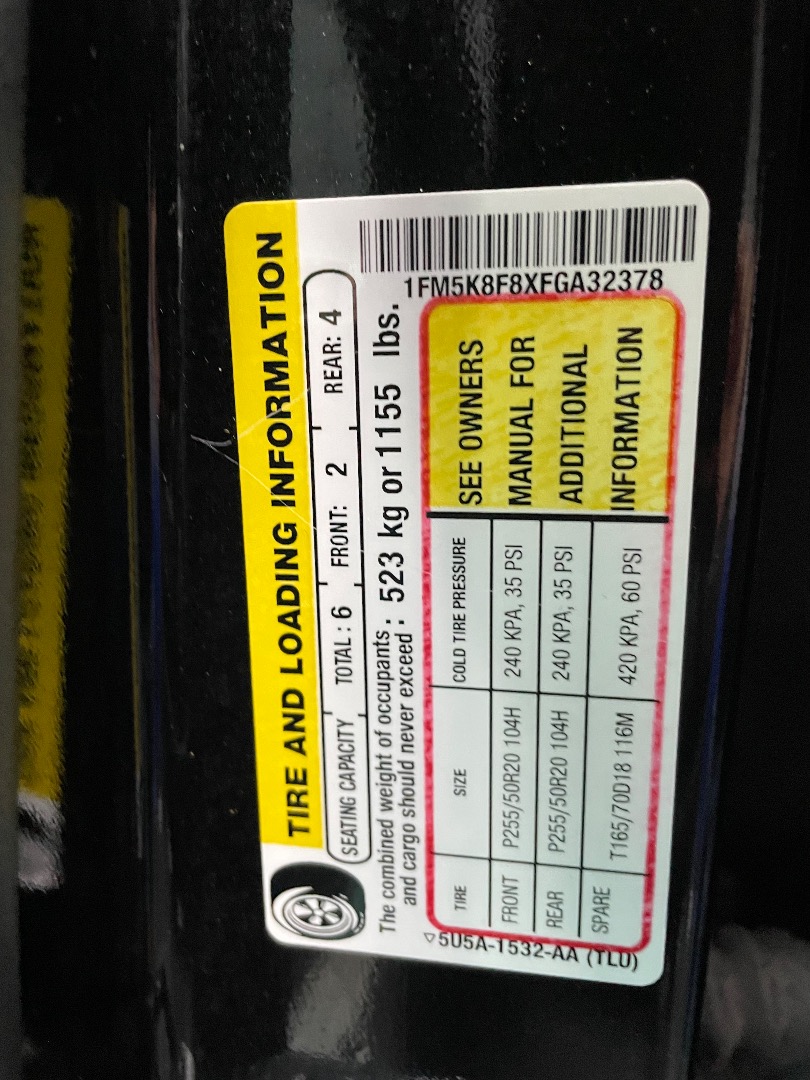 TIRE AND LOADING INFORMATION
SEATING CAPACITY TOTAL : 6 FRONT: 2 REAR: 4
The combined weight of occupants and cargo should never exceed : 523 kg or 1155 lbs.
TIRE SIZE COLD TIRE PRESSURE
FRONT P255/50R20 104H 240 KPA, 35 PSI
REAR P255/50R20 104H 240 KPA, 35 PSI
SPARE T165/70D18 116M 420 KPA, 60 PSI
1FM5K8F8XFGA32378
SEE OWNERS
MANUAL FOR
ADDITIONAL
INFORMATION
5U5A-1532-AA (TLU)